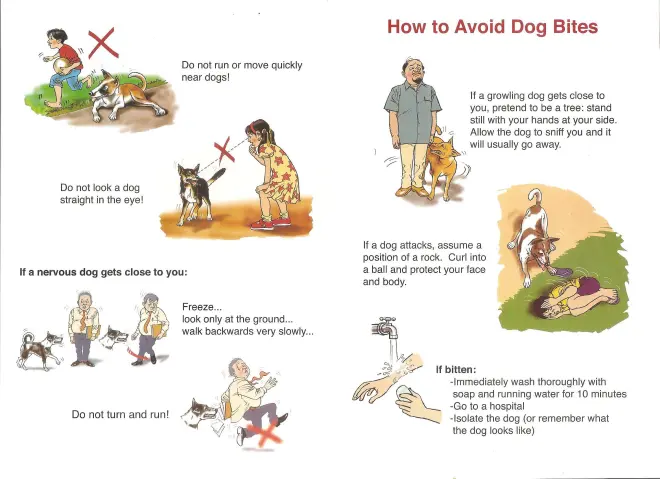 Do not run or move quickly
near dogs!
Do not look a dog
straight in the eye!
If a nervous dog gets close to you:
Freeze...
look only at the ground...
walk backwards very slowly...
Do not turn and run!
How to Avoid Dog Bites
If a growling dog gets close to
you, pretend to be a tree: stand
still with your hands at your side.
Allow the dog to sniff you and it
will usually go away.
If a dog attacks, assume a
position of a rock. Curl into
a ball and protect your face
and body.
If bitten:
-Immediately wash thoroughly with
soap and running water for 10 minutes
-Go to a hospital
-Isolate the dog (or remember what
the dog looks like)